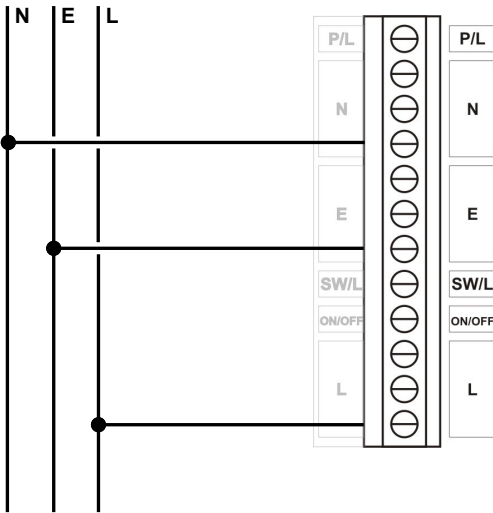 N E L
P/L P/L
N N
E E
SW/L SW/L
ON/OFF ON/OFF
L L